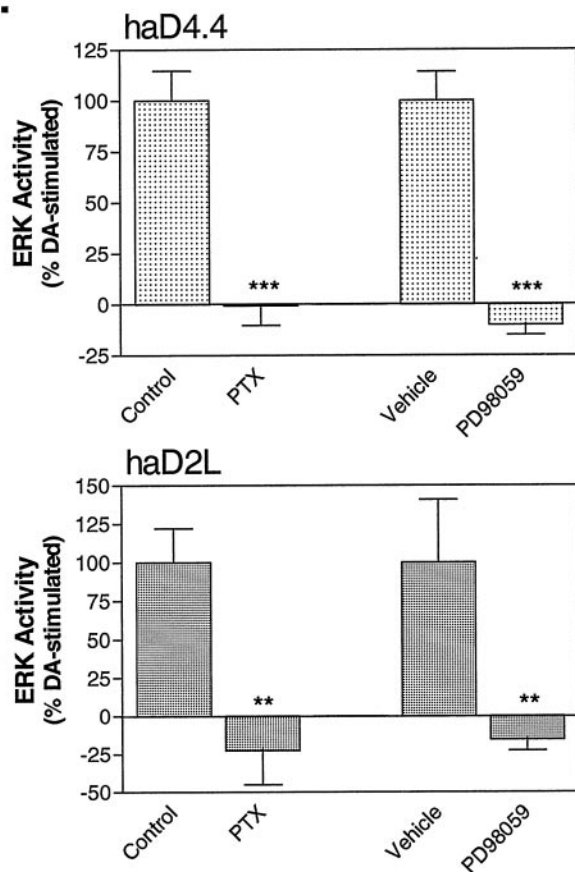 haD4.4
ERK Activity
(% DA-stimulated)
125
100
75
50
25
0
-25
***
***
Control
PTX
Vehicle
PD98059
haD2L
ERK Activity
(% DA-stimulated)
150
125
100
75
50
25
0
-25
-50
**
**
Control
PTX
Vehicle
PD98059